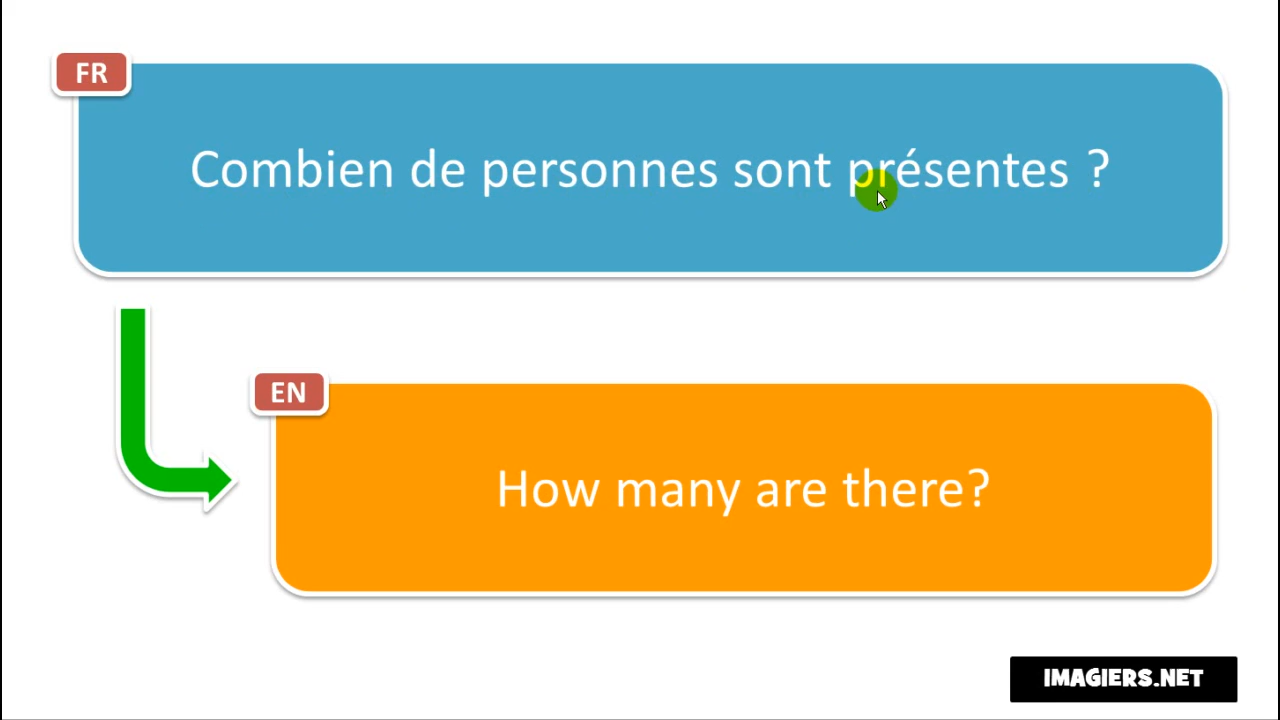 FR
Combien de personnes sont présentes ?
EN
How many are there?
IMAGIERS.NET